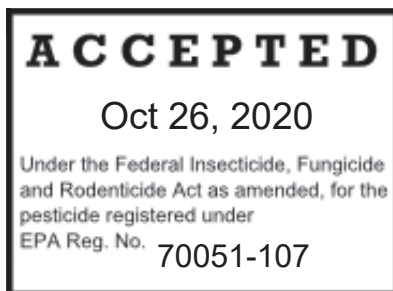 ACCEPTED
Oct 26, 2020
Under the Federal Insecticide, Fungicide
and Rodenticide Act as amended, for the
pesticide registered under
EPA Reg. No. 70051-107